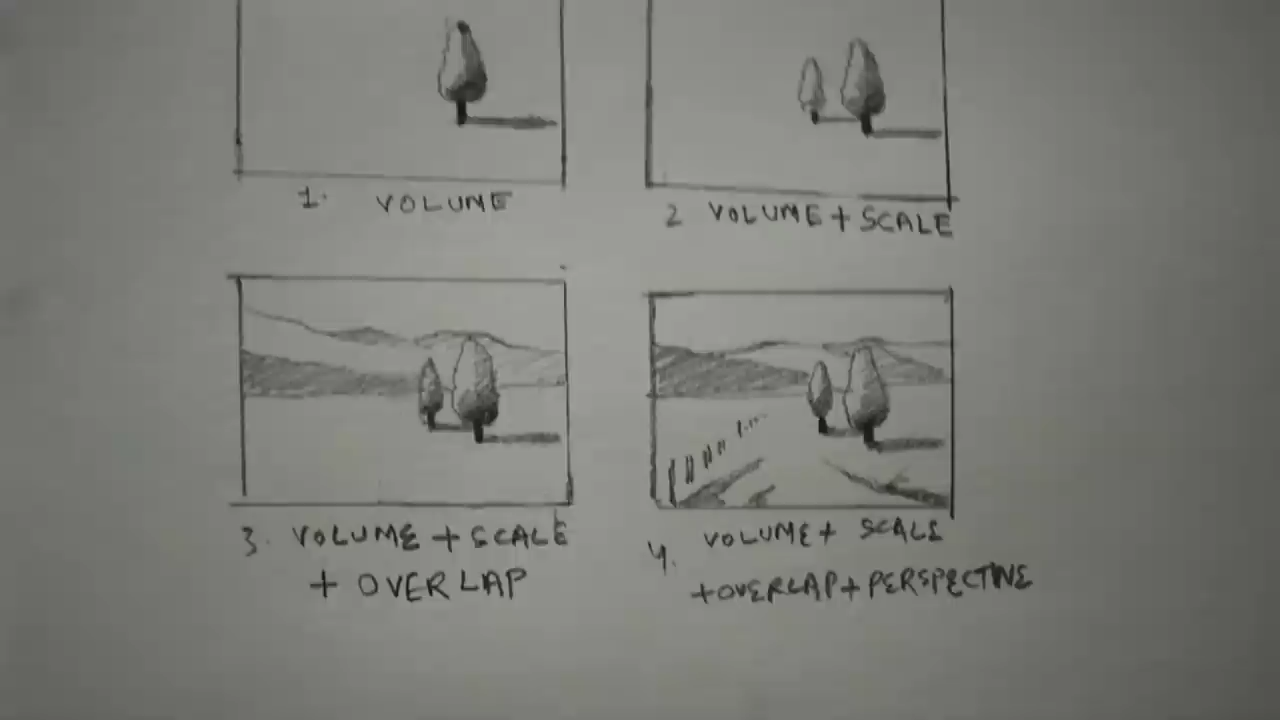 1. VOLUME
2 VOLUME + SCALE
3. VOLUME + SCALE
+ OVERLAP
4. VOLUME + SCALE
+ OVERLAP + PERSPECTIVE